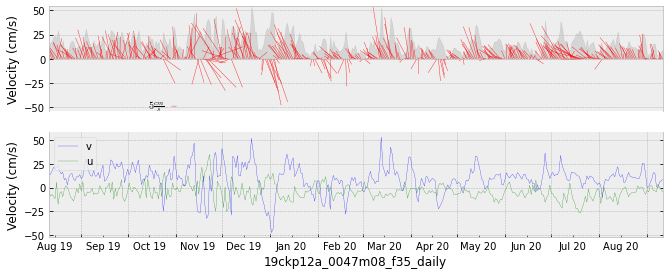 50
25
0
-25
-50
Velocity (cm/s)
5 cm/s
50
25
0
-25
-50
Velocity (cm/s)
v
u
Aug 19 Sep 19 Oct 19 Nov 19 Dec 19 Jan 20 Feb 20 Mar 20 Apr 20 May 20 Jun 20 Jul 20 Aug 20
19ckp12a_0047m08_f35_daily